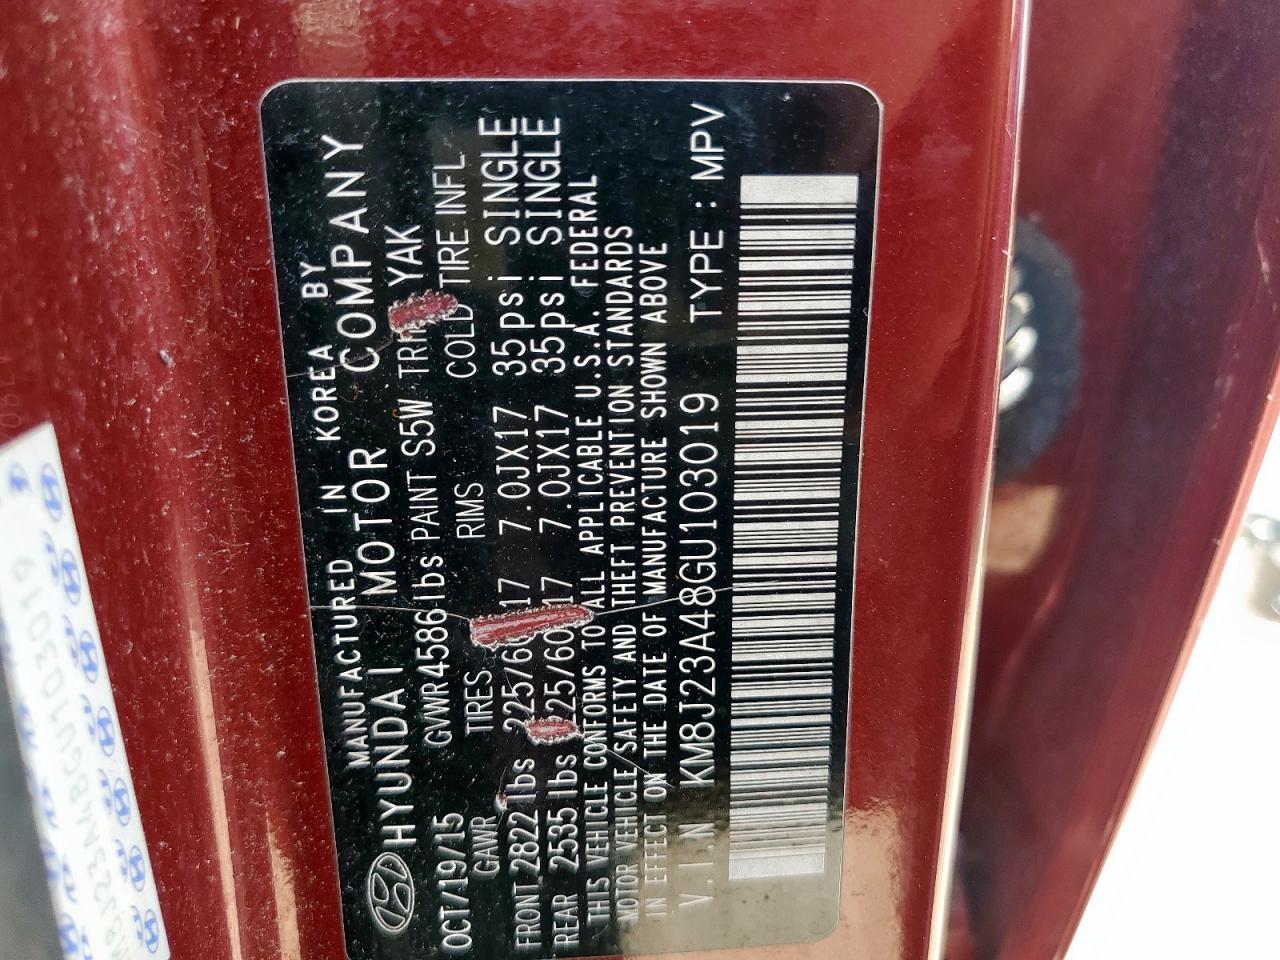 MANUFACTURED IN KOREA BY
HYUNDAI MOTOR COMPANY
OCT/19/15 GVWR 4586 lbs PAINT S5W YAK
GAWR TIRES RIMS COLD TIRE INFL
FRONT 2822 lbs 17 7.0JX17 35psi SINGLE
REAR 2535 lbs 7.0JX17 35psi SINGLE
THIS VEHICLE CONFORMS TO ALL APPLICABLE U.S.A. FEDERAL
MOTOR VEHICLE SAFETY AND THEFT PREVENTION STANDARDS
IN EFFECT ON THE DATE OF MANUFACTURE SHOWN ABOVE
V.I.N KM8J23A48GU103019 TYPE : MPV
M8J23A48GU103019